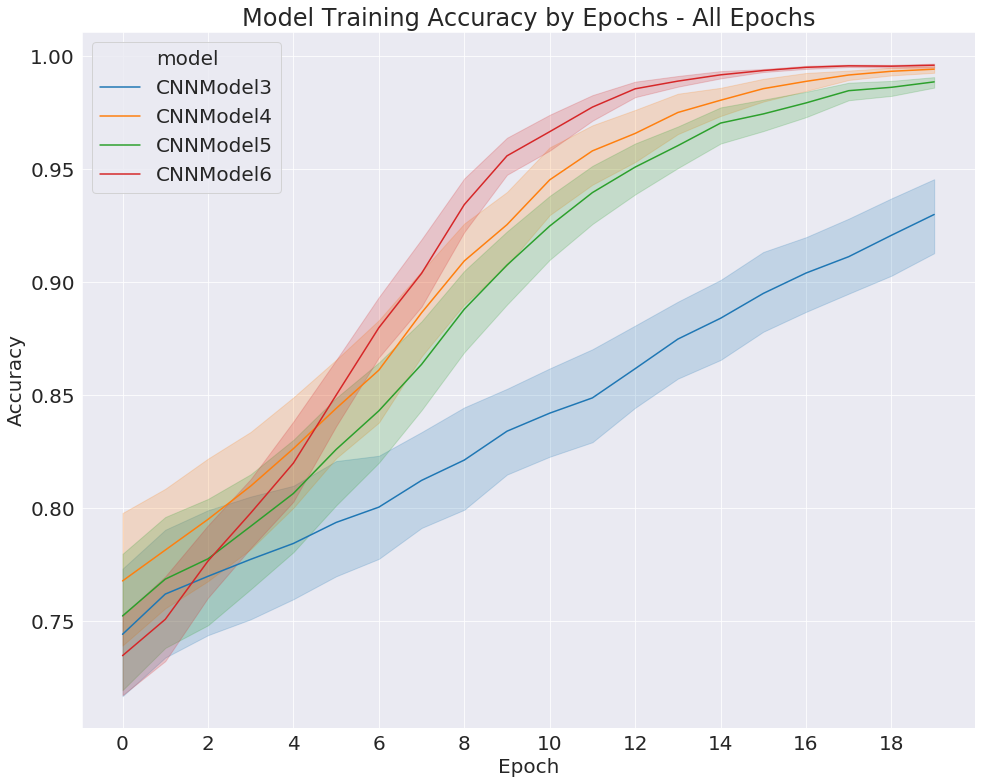 Model Training Accuracy by Epochs - All Epochs
1.00
0.95
0.90
0.85
0.80
0.75
Accuracy
model
CNNModel3
CNNModel4
CNNModel5
CNNModel6
0 2 4 6 8 10 12 14 16 18
Epoch